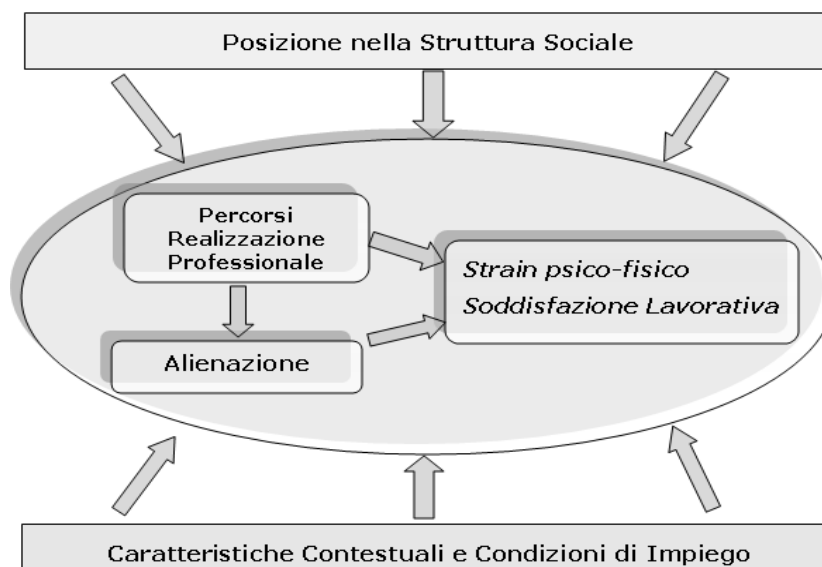 Posizione nella Struttura Sociale
Percorsi
Realizzazione
Professionale
Strain psico-fisico
Soddisfazione Lavorativa
Alienazione
Caratteristiche Contestuali e Condizioni di Impiego